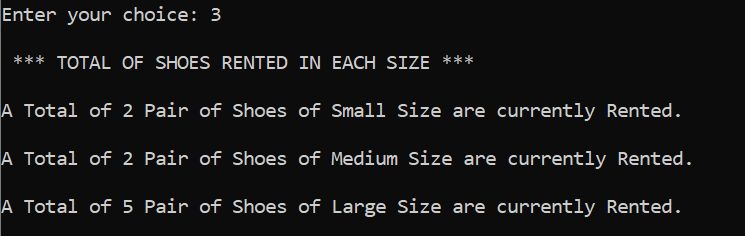 Enter your choice: 3
*** TOTAL OF SHOES RENTED IN EACH SIZE ***
A Total of 2 Pair of Shoes of Small Size are currently Rented.
A Total of 2 Pair of Shoes of Medium Size are currently Rented.
A Total of 5 Pair of Shoes of Large Size are currently Rented.